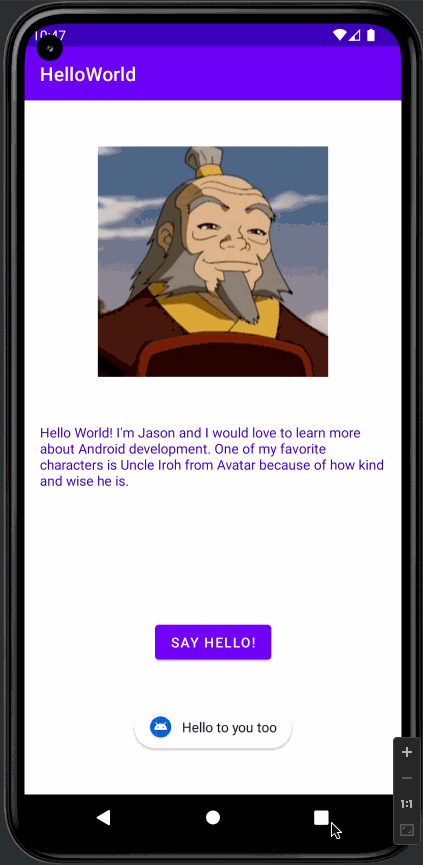 10:47
HelloWorld
Hello World! I'm Jason and I would love to learn more
about Android development. One of my favorite
characters is Uncle Iroh from Avatar because of how kind
and wise he is.
SAY HELLO!
Hello to you too
1:1